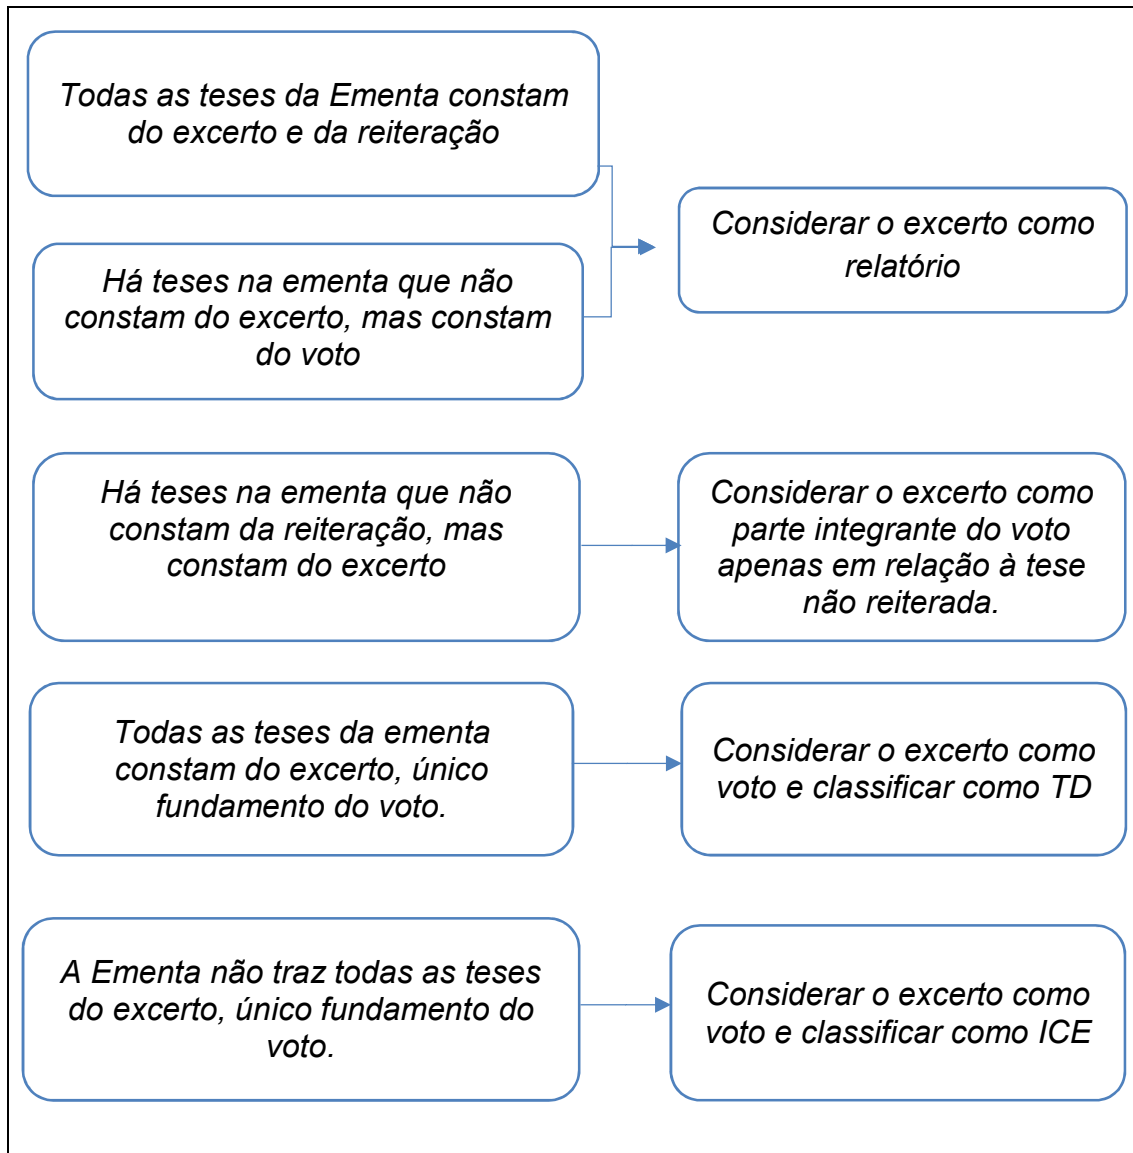 Todas as teses da Ementa constam
do excerto e da reiteração
Considerar o excerto como
relatório
Há teses na ementa que não
constam do excerto, mas constam
do voto
Há teses na ementa que não
constam da reiteração, mas
constam do excerto
Considerar o excerto como
parte integrante do voto
apenas em relação à tese
não reiterada.
Todas as teses da ementa
constam do excerto, único
fundamento do voto.
Considerar o excerto como
voto e classificar como TD
A Ementa não traz todas as teses
do excerto, único fundamento do
voto.
Considerar o excerto como
voto e classificar como ICE